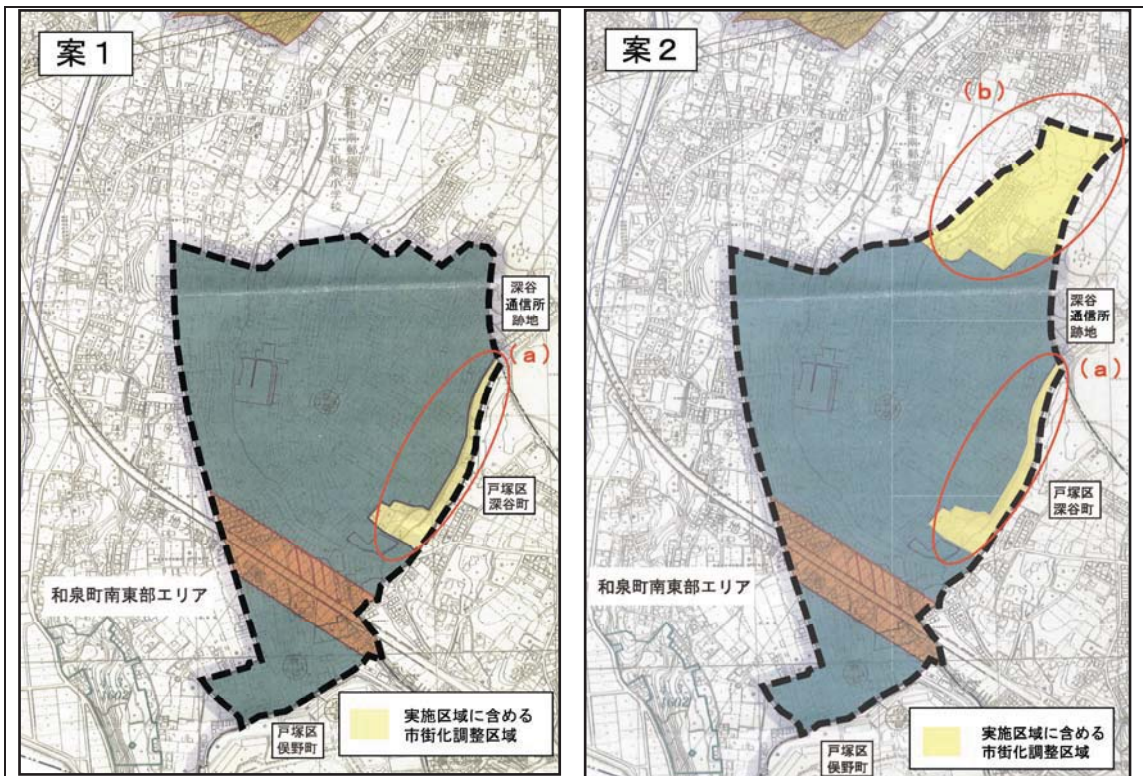 案1
深谷
通信所
跡地
(a)
戸塚区
深谷町
和泉町南東部エリア
1602
実施区域に含める
市街化調整区域
戸塚区
俣野町
案2
(b)
深谷
通信所
跡地
(a)
戸塚区
深谷町
和泉町南東部エリア
1602
実施区域に含める
市街化調整区域
戸塚区
俣野町